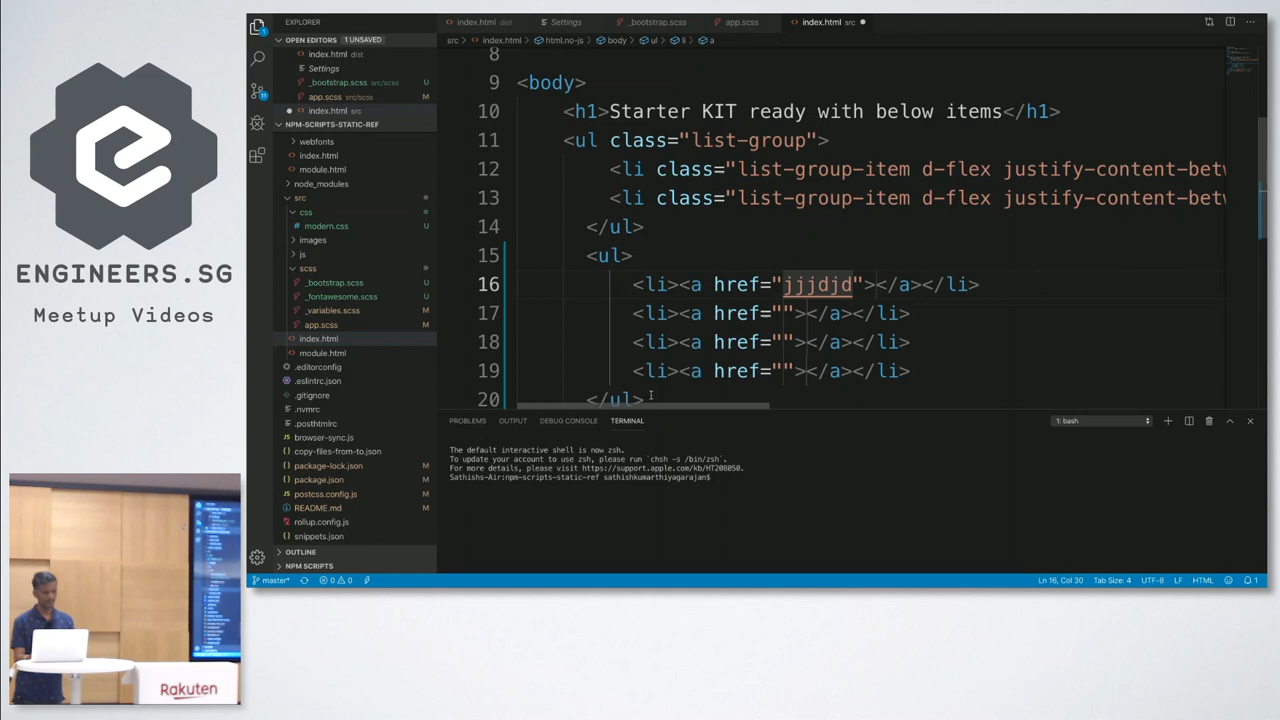 ENGINEERS.SG
Meetup Videos
Rakuten
EXPLORER
OPEN EDITORS 1 UNSAVED
index.html dist
Settings
_bootstrap.scss src/scss U
app.scss src/scss M
index.html src
NPM-SCRIPTS-STATIC-REF
webfonts
index.html
module.html
node_modules
src
css
modern.css U
images
js
scss
_bootstrap.scss U
_fontawesome.scss U
_variables.scss M
app.scss M
index.html
module.html
.editorconfig
.eslintrc.json
.gitignore
.nvmrc
.posthtmlrc
browser-sync.js
copy-files-from-to.json
package-lock.json M
package.json M
postcss.config.js M
README.md M
rollup.config.js
snippets.json
OUTLINE
NPM SCRIPTS
index.html dist Settings _bootstrap.scss app.scss index.html src
src > index.html > html.no-js > body > ul > li > a
8
9 <body>
10 <h1>Starter KIT ready with below items</h1>
11 <ul class="list-group">
12 <li class="list-group-item d-flex justify-content-betw
13 <li class="list-group-item d-flex justify-content-betw
14 </ul>
15 <ul>
16 <li><a href="jjjdjd"></a></li>
17 <li><a href=""></a></li>
18 <li><a href=""></a></li>
19 <li><a href=""></a></li>
20 </ul>
PROBLEMS OUTPUT DEBUG CONSOLE TERMINAL 1: bash
The default interactive shell is now zsh.
To update your account to use zsh, please run `chsh -s /bin/zsh`.
For more details, please visit https://support.apple.com/kb/HT208050.
Sathishs-Air:npm-scripts-static-ref sathishkumarthiyagarajan$
master* 0 0 Ln 16, Col 30 Tab Size: 4 UTF-8 LF HTML 1